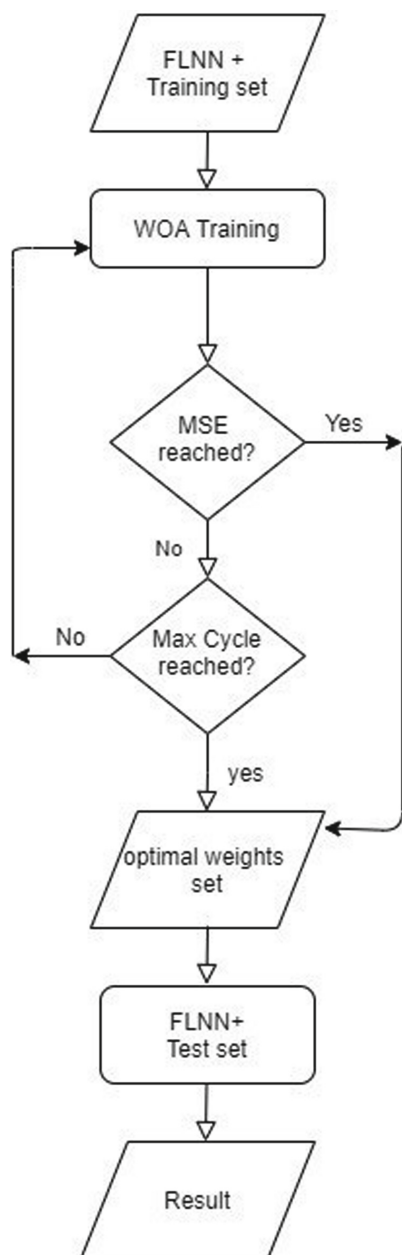 FLNN +
Training set
WOA Training
MSE
reached?
Yes
No
Max Cycle
reached?
No
yes
optimal weights
set
FLNN+
Test set
Result